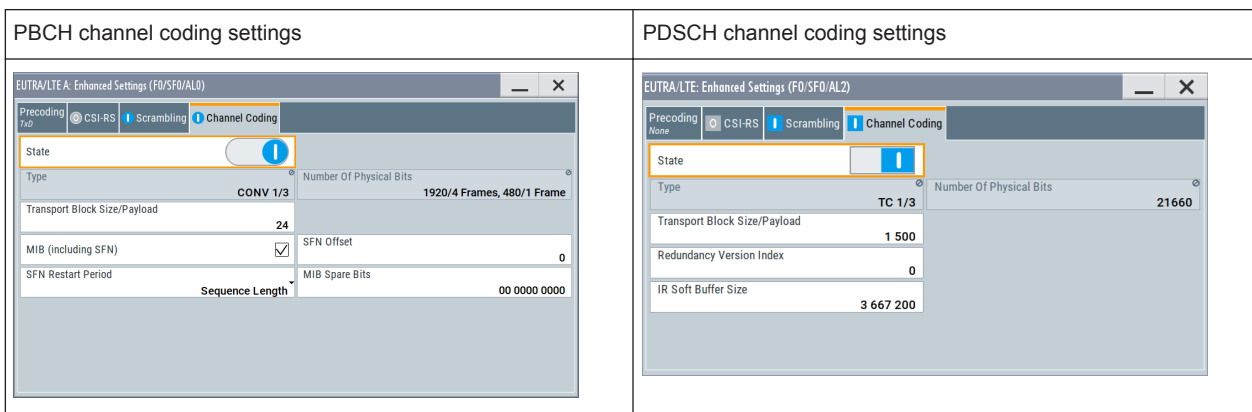 PBCH channel coding settings
PDSCH channel coding settings
EUTRA/LTE A: Enhanced Settings (F0/SF0/AL0)
Precoding
TxD
O CSI-RS
I Scrambling
I Channel Coding
State
I
Type
CONV 1/3
Number Of Physical Bits
1920/4 Frames, 480/1 Frame
Transport Block Size/Payload
24
MIB (including SFN)
SFN Offset
0
SFN Restart Period
Sequence Length
MIB Spare Bits
00 0000 0000
EUTRA/LTE: Enhanced Settings (F0/SF0/AL2)
Precoding
None
O CSI-RS
I Scrambling
I Channel Coding
State
I
Type
TC 1/3
Number Of Physical Bits
21660
Transport Block Size/Payload
1 500
Redundancy Version Index
0
IR Soft Buffer Size
3 667 200